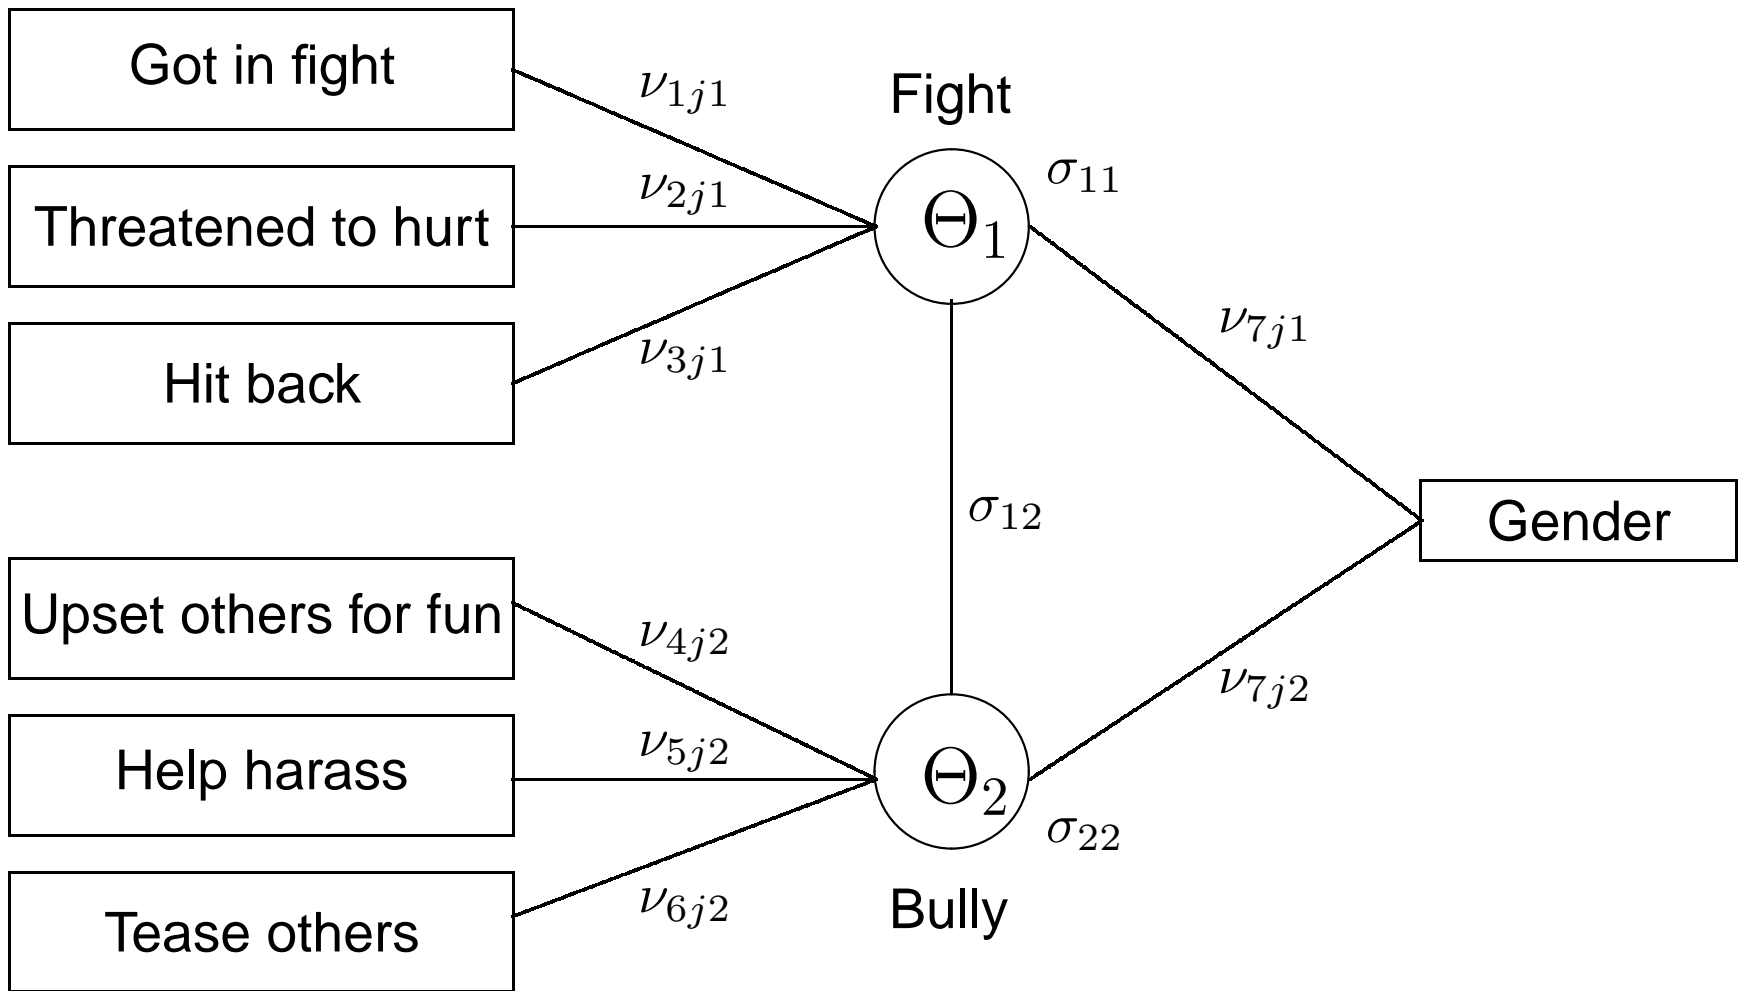 Got in fight
Threatened to hurt
Hit back
Upset others for fun
Help harass
Tease others
ν1j1
ν2j1
ν3j1
ν4j2
ν5j2
ν6j2
Fight
Θ1
σ11
σ12
Θ2
σ22
Bully
ν7j1
ν7j2
Gender